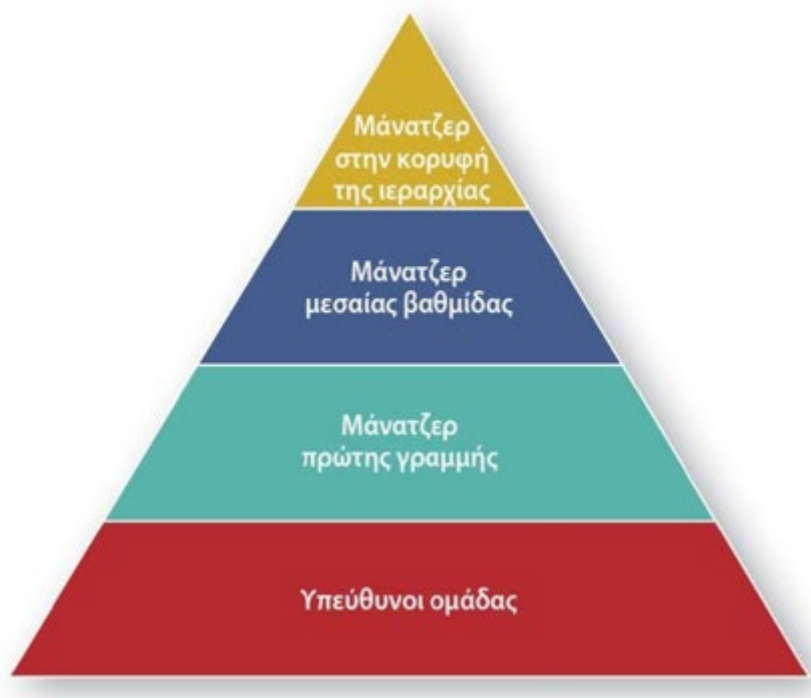 Μάνατζερ
στην κορυφή
της ιεραρχίας
Μάνατζερ
μεσαίας βαθμίδας
Μάνατζερ
πρώτης γραμμής
Υπεύθυνοι ομάδας